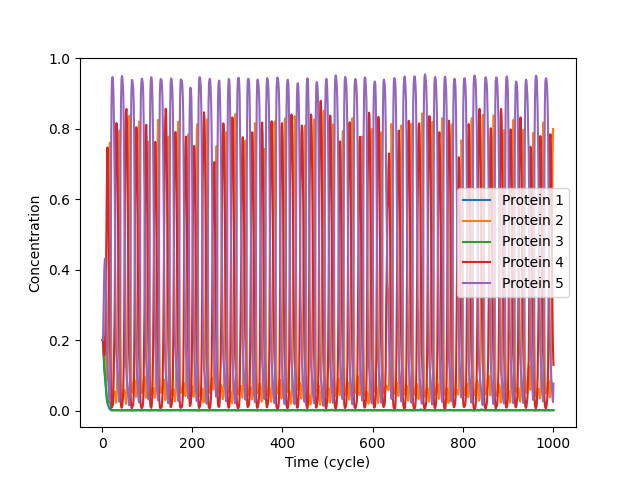 1.0
0.8
0.6
0.4
0.2
0.0
Concentration
0
200
400
600
800
1000
Time (cycle)
Protein 1
Protein 2
Protein 3
Protein 4
Protein 5